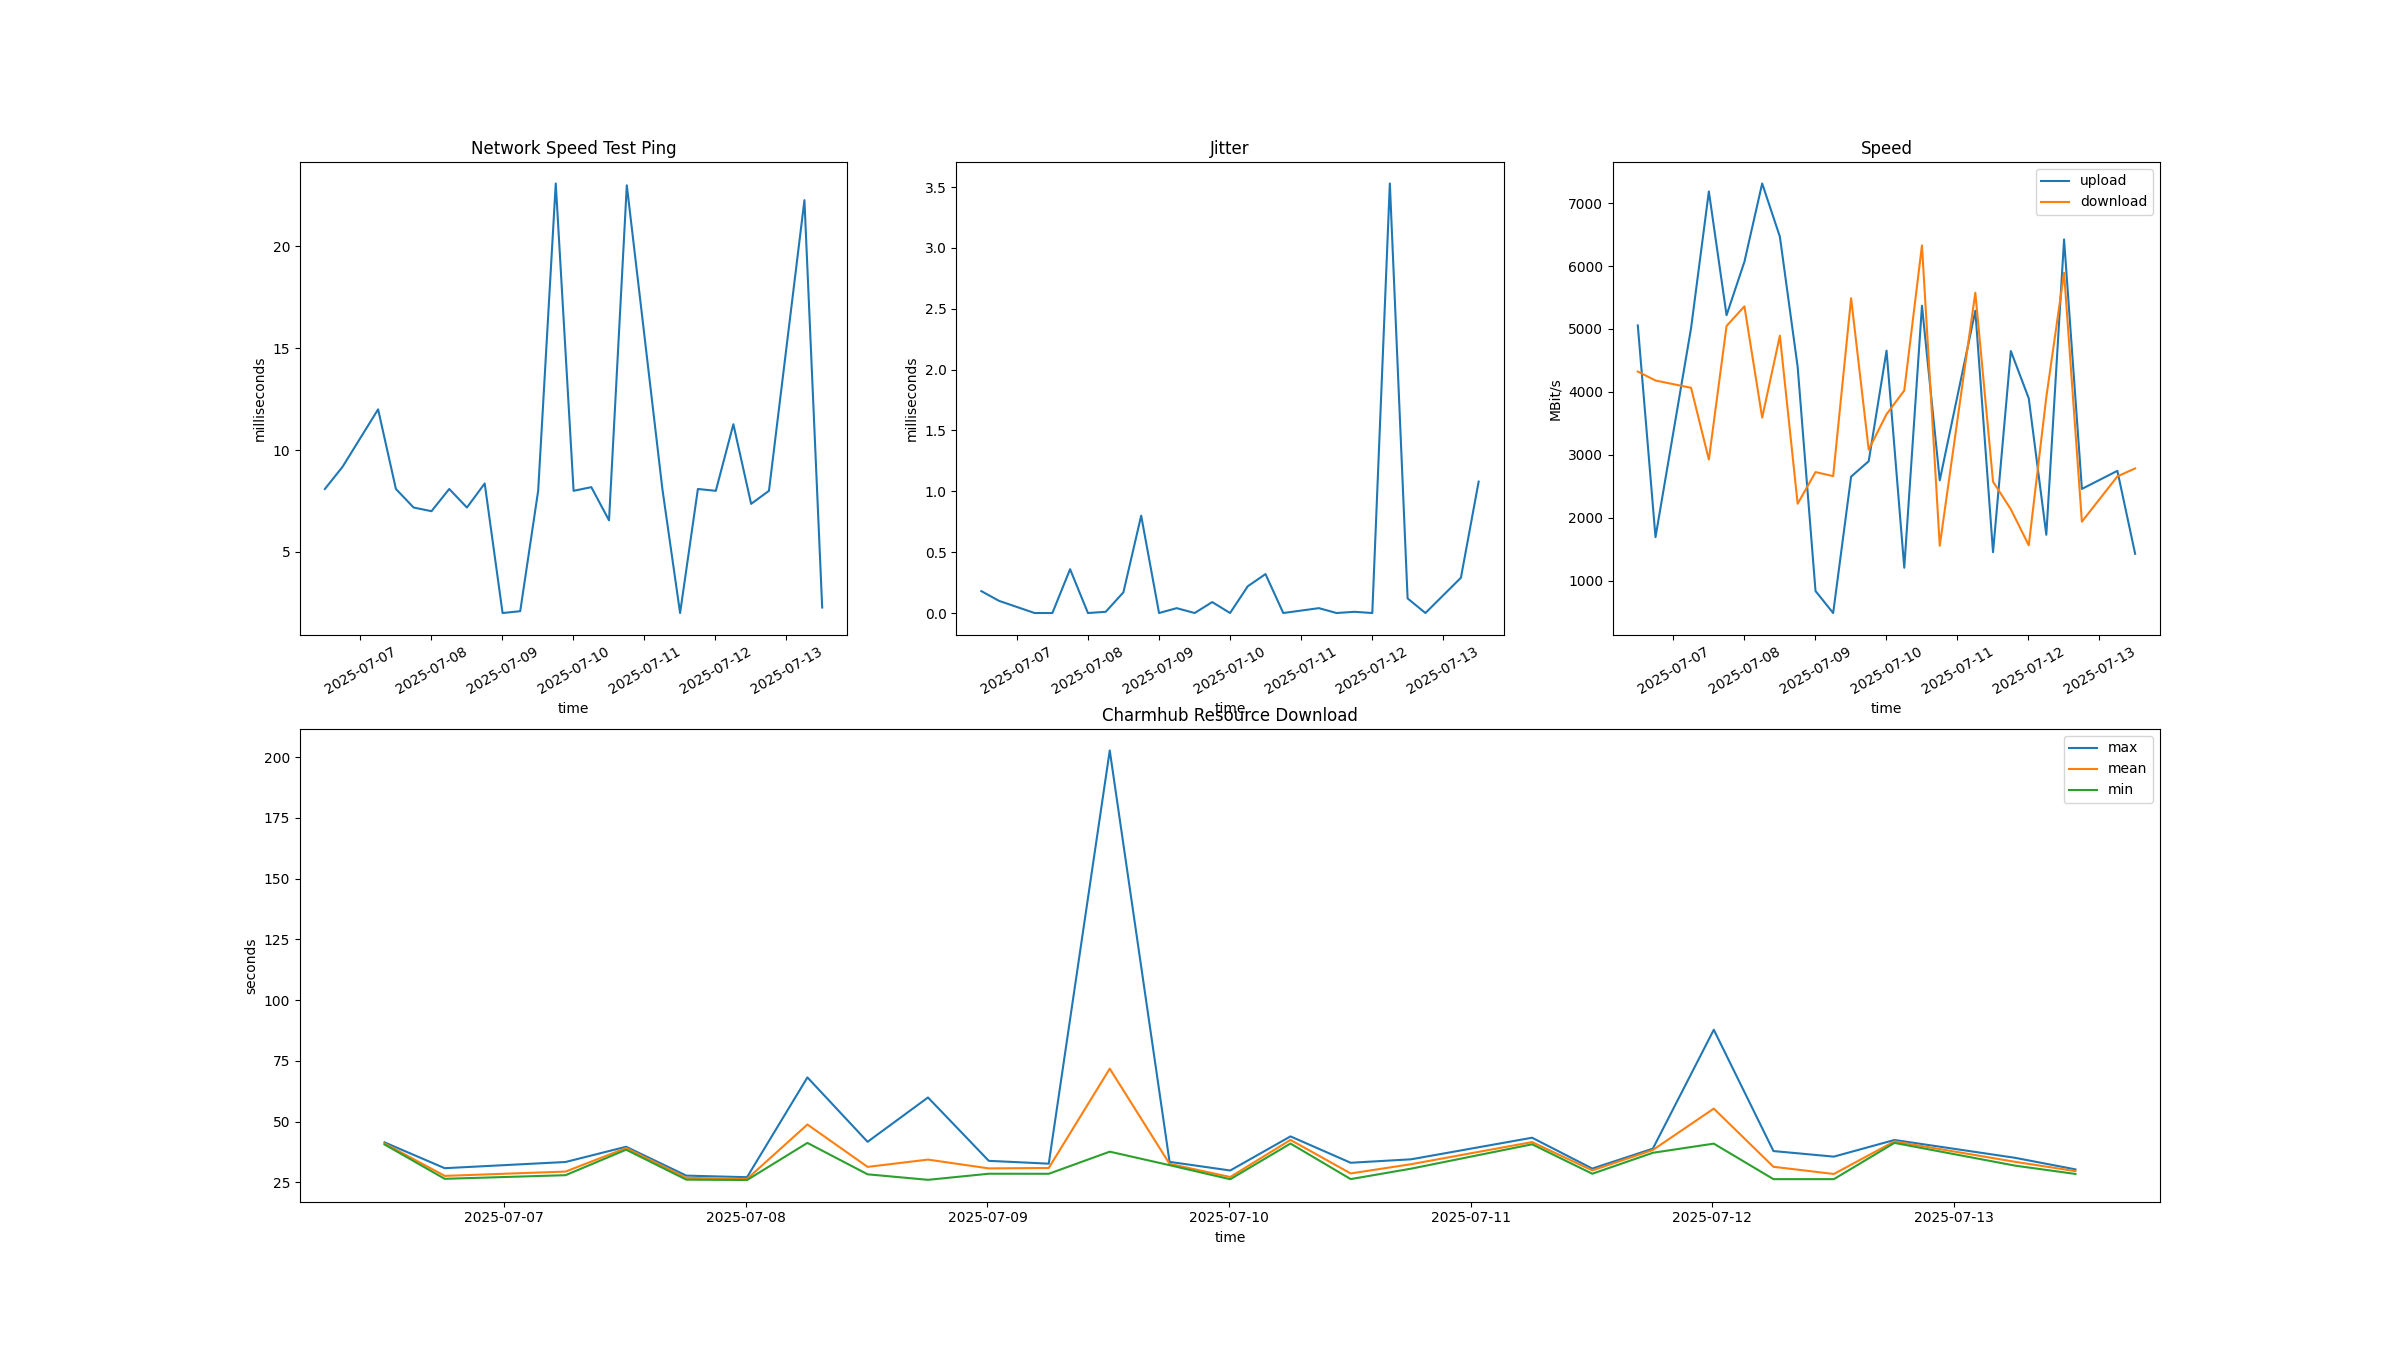 Network Speed Test Ping
milliseconds
20
15
10
5
2025-07-07 2025-07-08 2025-07-09 2025-07-10 2025-07-11 2025-07-12 2025-07-13
time
Jitter
milliseconds
3.5
3.0
2.5
2.0
1.5
1.0
0.5
0.0
2025-07-07 2025-07-08 2025-07-09 2025-07-10 2025-07-11 2025-07-12 2025-07-13
time
Speed
upload
download
MBit/s
7000
6000
5000
4000
3000
2000
1000
2025-07-07 2025-07-08 2025-07-09 2025-07-10 2025-07-11 2025-07-12 2025-07-13
time
Charmhub Resource Download
max
mean
min
seconds
200
175
150
125
100
75
50
25
2025-07-07 2025-07-08 2025-07-09 2025-07-10 2025-07-11 2025-07-12 2025-07-13
time